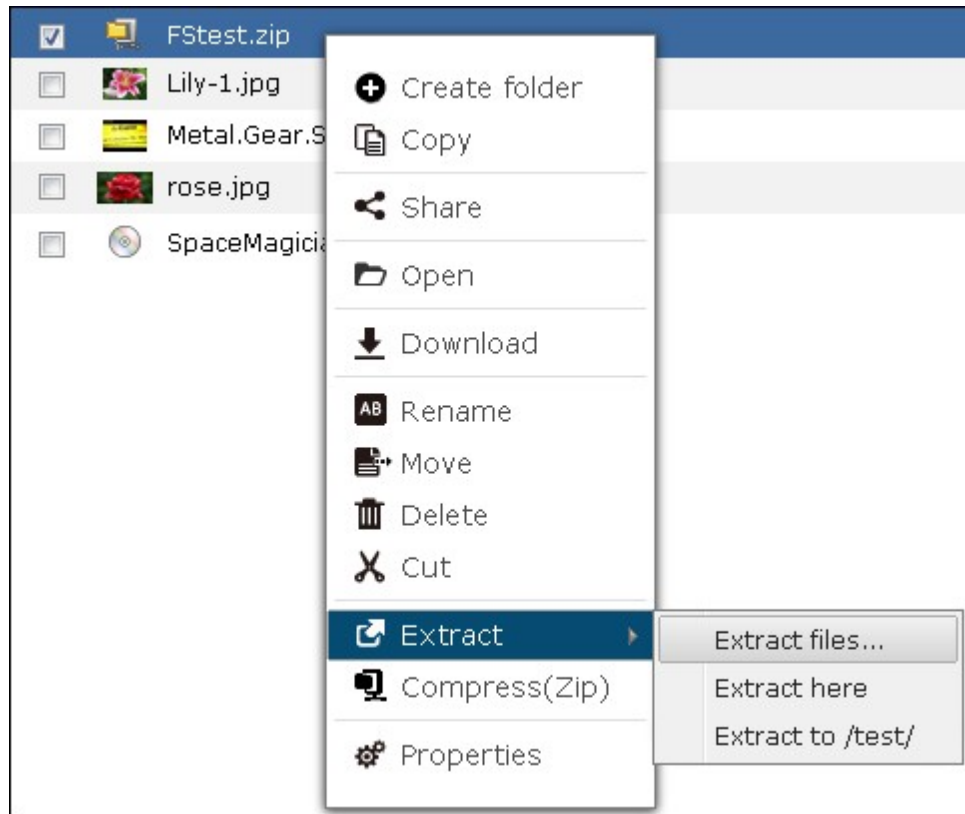 FStest.zip
Lily-1.jpg
Metal.Gear.S
rose.jpg
SpaceMagicia
Create folder
Copy
Share
Open
Download
AB Rename
Move
Delete
Cut
Extract
Compress(Zip)
Properties
Extract files...
Extract here
Extract to /test/